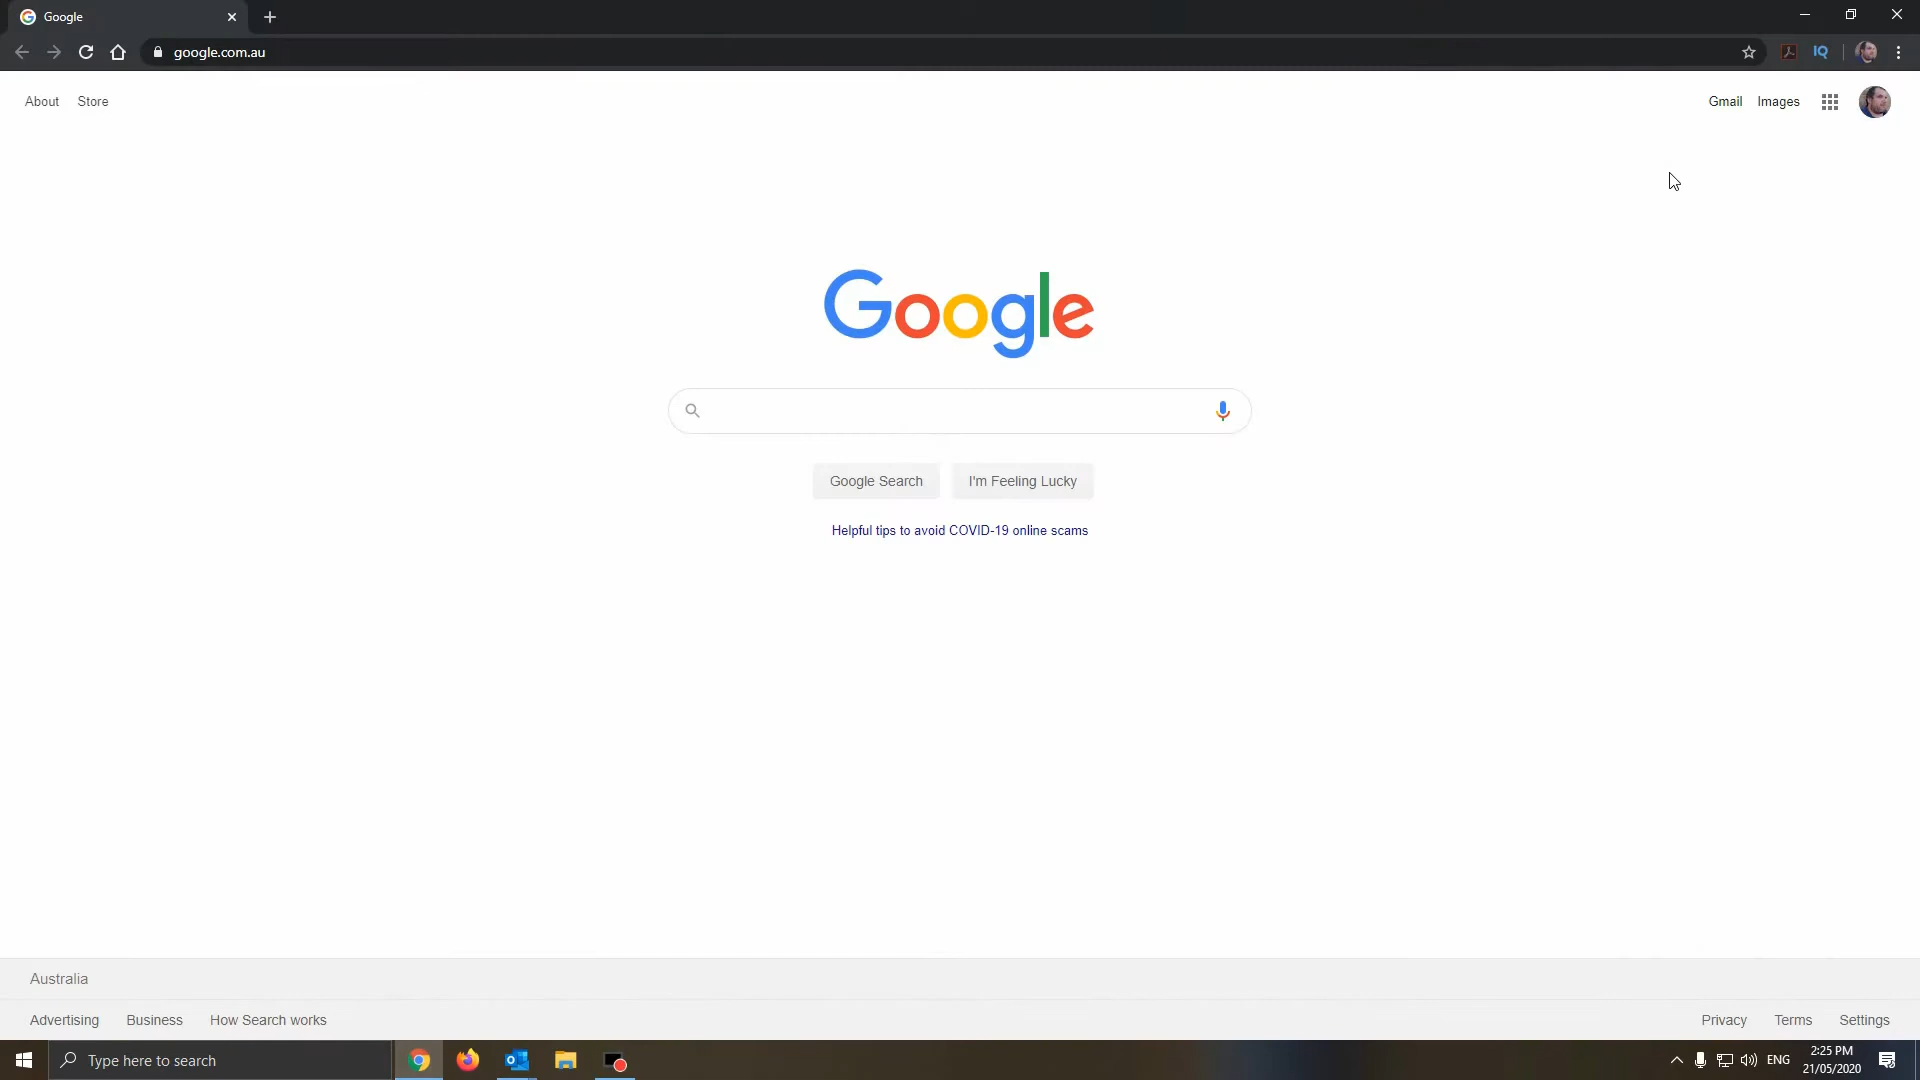 Google
google.com.au
IQ
About Store
Gmail Images
Google
Google Search I'm Feeling Lucky
Helpful tips to avoid COVID-19 online scams
Australia
Advertising Business How Search works
Privacy Terms Settings
Type here to search
ENG
2:25 PM
21/05/2020